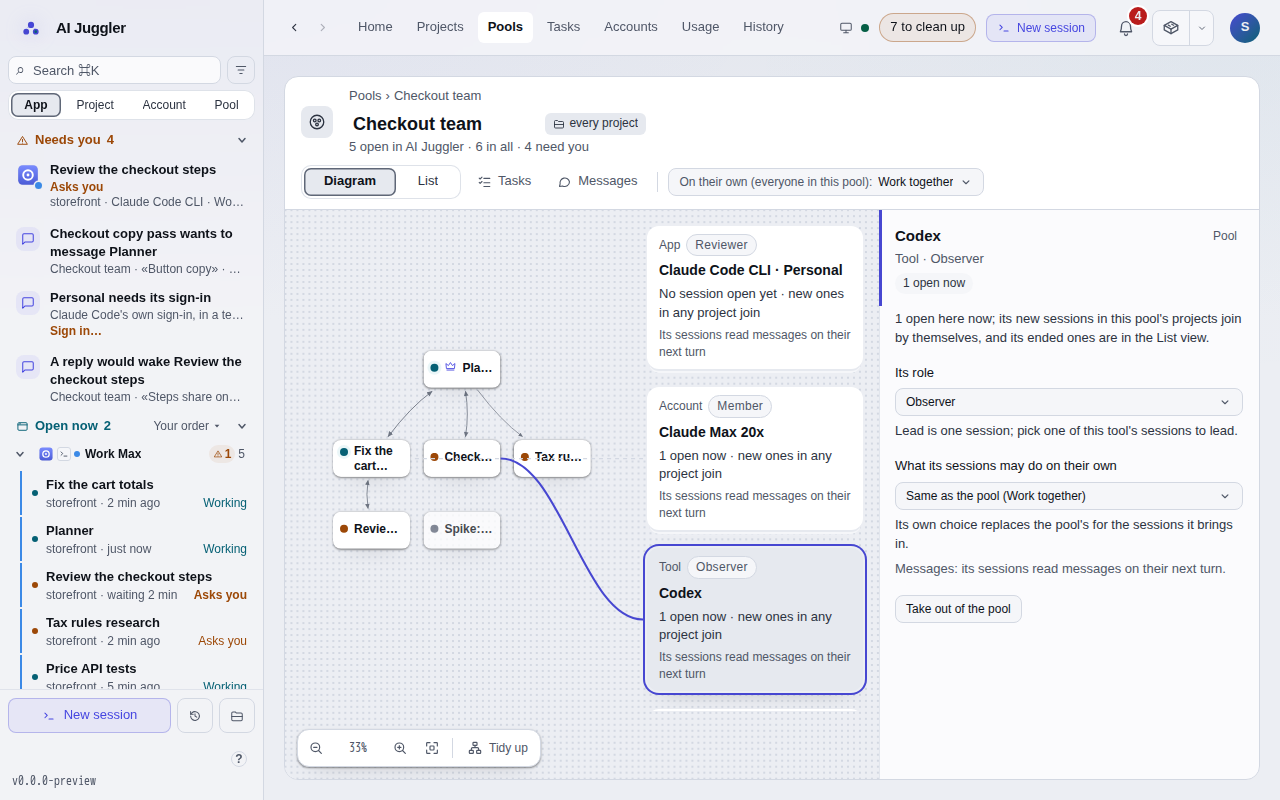 AI Juggler
Search ⌘K
App Project Account Pool
Needs you 4
Review the checkout steps
Asks you
storefront · Claude Code CLI · Wo…
Checkout copy pass wants to
message Planner
Checkout team · «Button copy» · …
Personal needs its sign-in
Claude Code's own sign-in, in a te…
Sign in…
A reply would wake Review the
checkout steps
Checkout team · «Steps share on…
Open now 2 Your order
Work Max 1 5
Fix the cart totals
storefront · 2 min ago Working
Planner
storefront · just now Working
Review the checkout steps
storefront · waiting 2 min Asks you
Tax rules research
storefront · 2 min ago Asks you
Price API tests
storefront · 5 min ago Working
New session
?
v0.0.0-preview
Home Projects Pools Tasks Accounts Usage History
7 to clean up
New session
4
S
Pools › Checkout team
Checkout team every project
5 open in AI Juggler · 6 in all · 4 need you
Diagram List Tasks Messages
On their own (everyone in this pool): Work together
Pla…
Fix the
cart…
Check…
Tax ru…
Revie…
Spike:…
App Reviewer
Claude Code CLI · Personal
No session open yet · new ones
in any project join
Its sessions read messages on their
next turn
Account Member
Claude Max 20x
1 open now · new ones in any
project join
Its sessions read messages on their
next turn
Tool Observer
Codex
1 open now · new ones in any
project join
Its sessions read messages on their
next turn
33% Tidy up
Codex Pool
Tool · Observer
1 open now
1 open here now; its new sessions in this pool's projects join
by themselves, and its ended ones are in the List view.
Its role
Observer
Lead is one session; pick one of this tool's sessions to lead.
What its sessions may do on their own
Same as the pool (Work together)
Its own choice replaces the pool's for the sessions it brings
in.
Messages: its sessions read messages on their next turn.
Take out of the pool